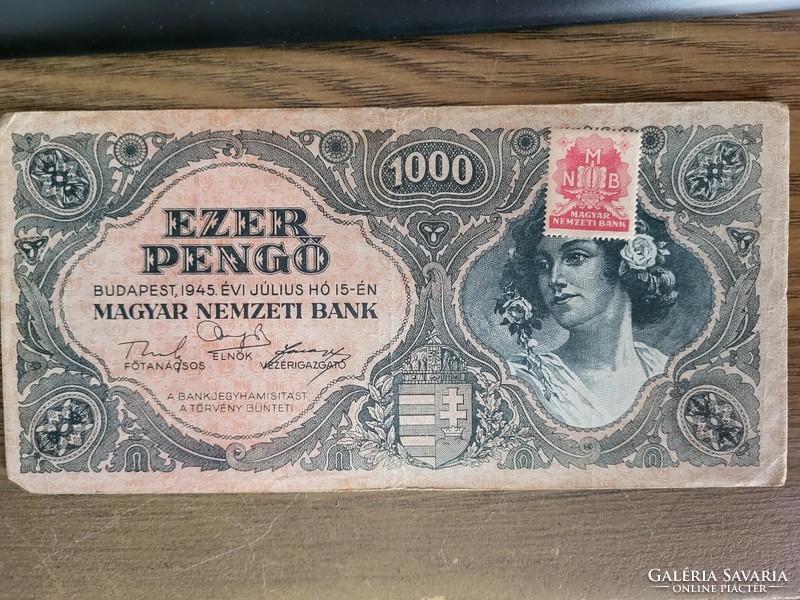 1000
M
N B
MAGYAR
NEMZETI BANK
EZER
PENGŐ
BUDAPEST, 1945. ÉVI JÚLIUS HÓ 15-ÉN
MAGYAR NEMZETI BANK
ELNÖK
FŐTANÁCSOS VEZÉRIGAZGATÓ
A BANKJEGYHAMISÍTÁST
A TÖRVÉNY BÜNTETI
GALÉRIA SAVARIA
ONLINE PIACTÉR